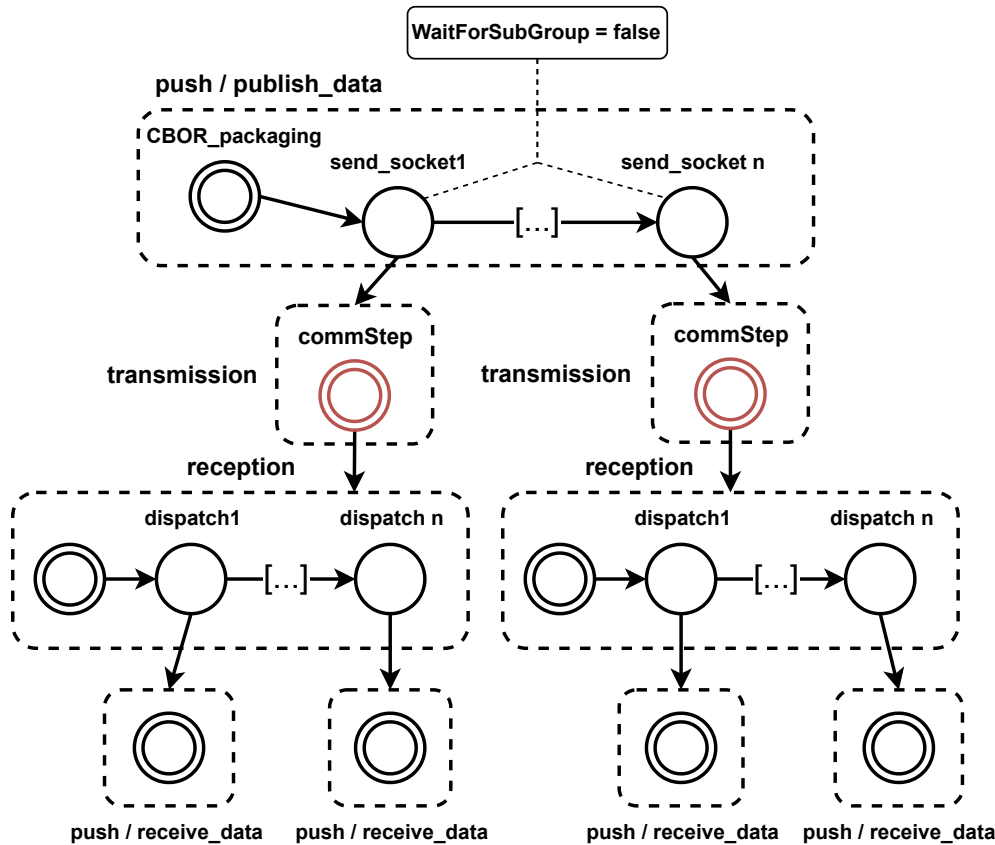 WaitForSubGroup = false
push / publish_data
CBOR_packaging
send_socket1
send_socket n
[...]
commStep
commStep
transmission
transmission
reception
reception
dispatch1
dispatch n
dispatch1
dispatch n
[...]
[...]
push / receive_data
push / receive_data
push / receive_data
push / receive_data